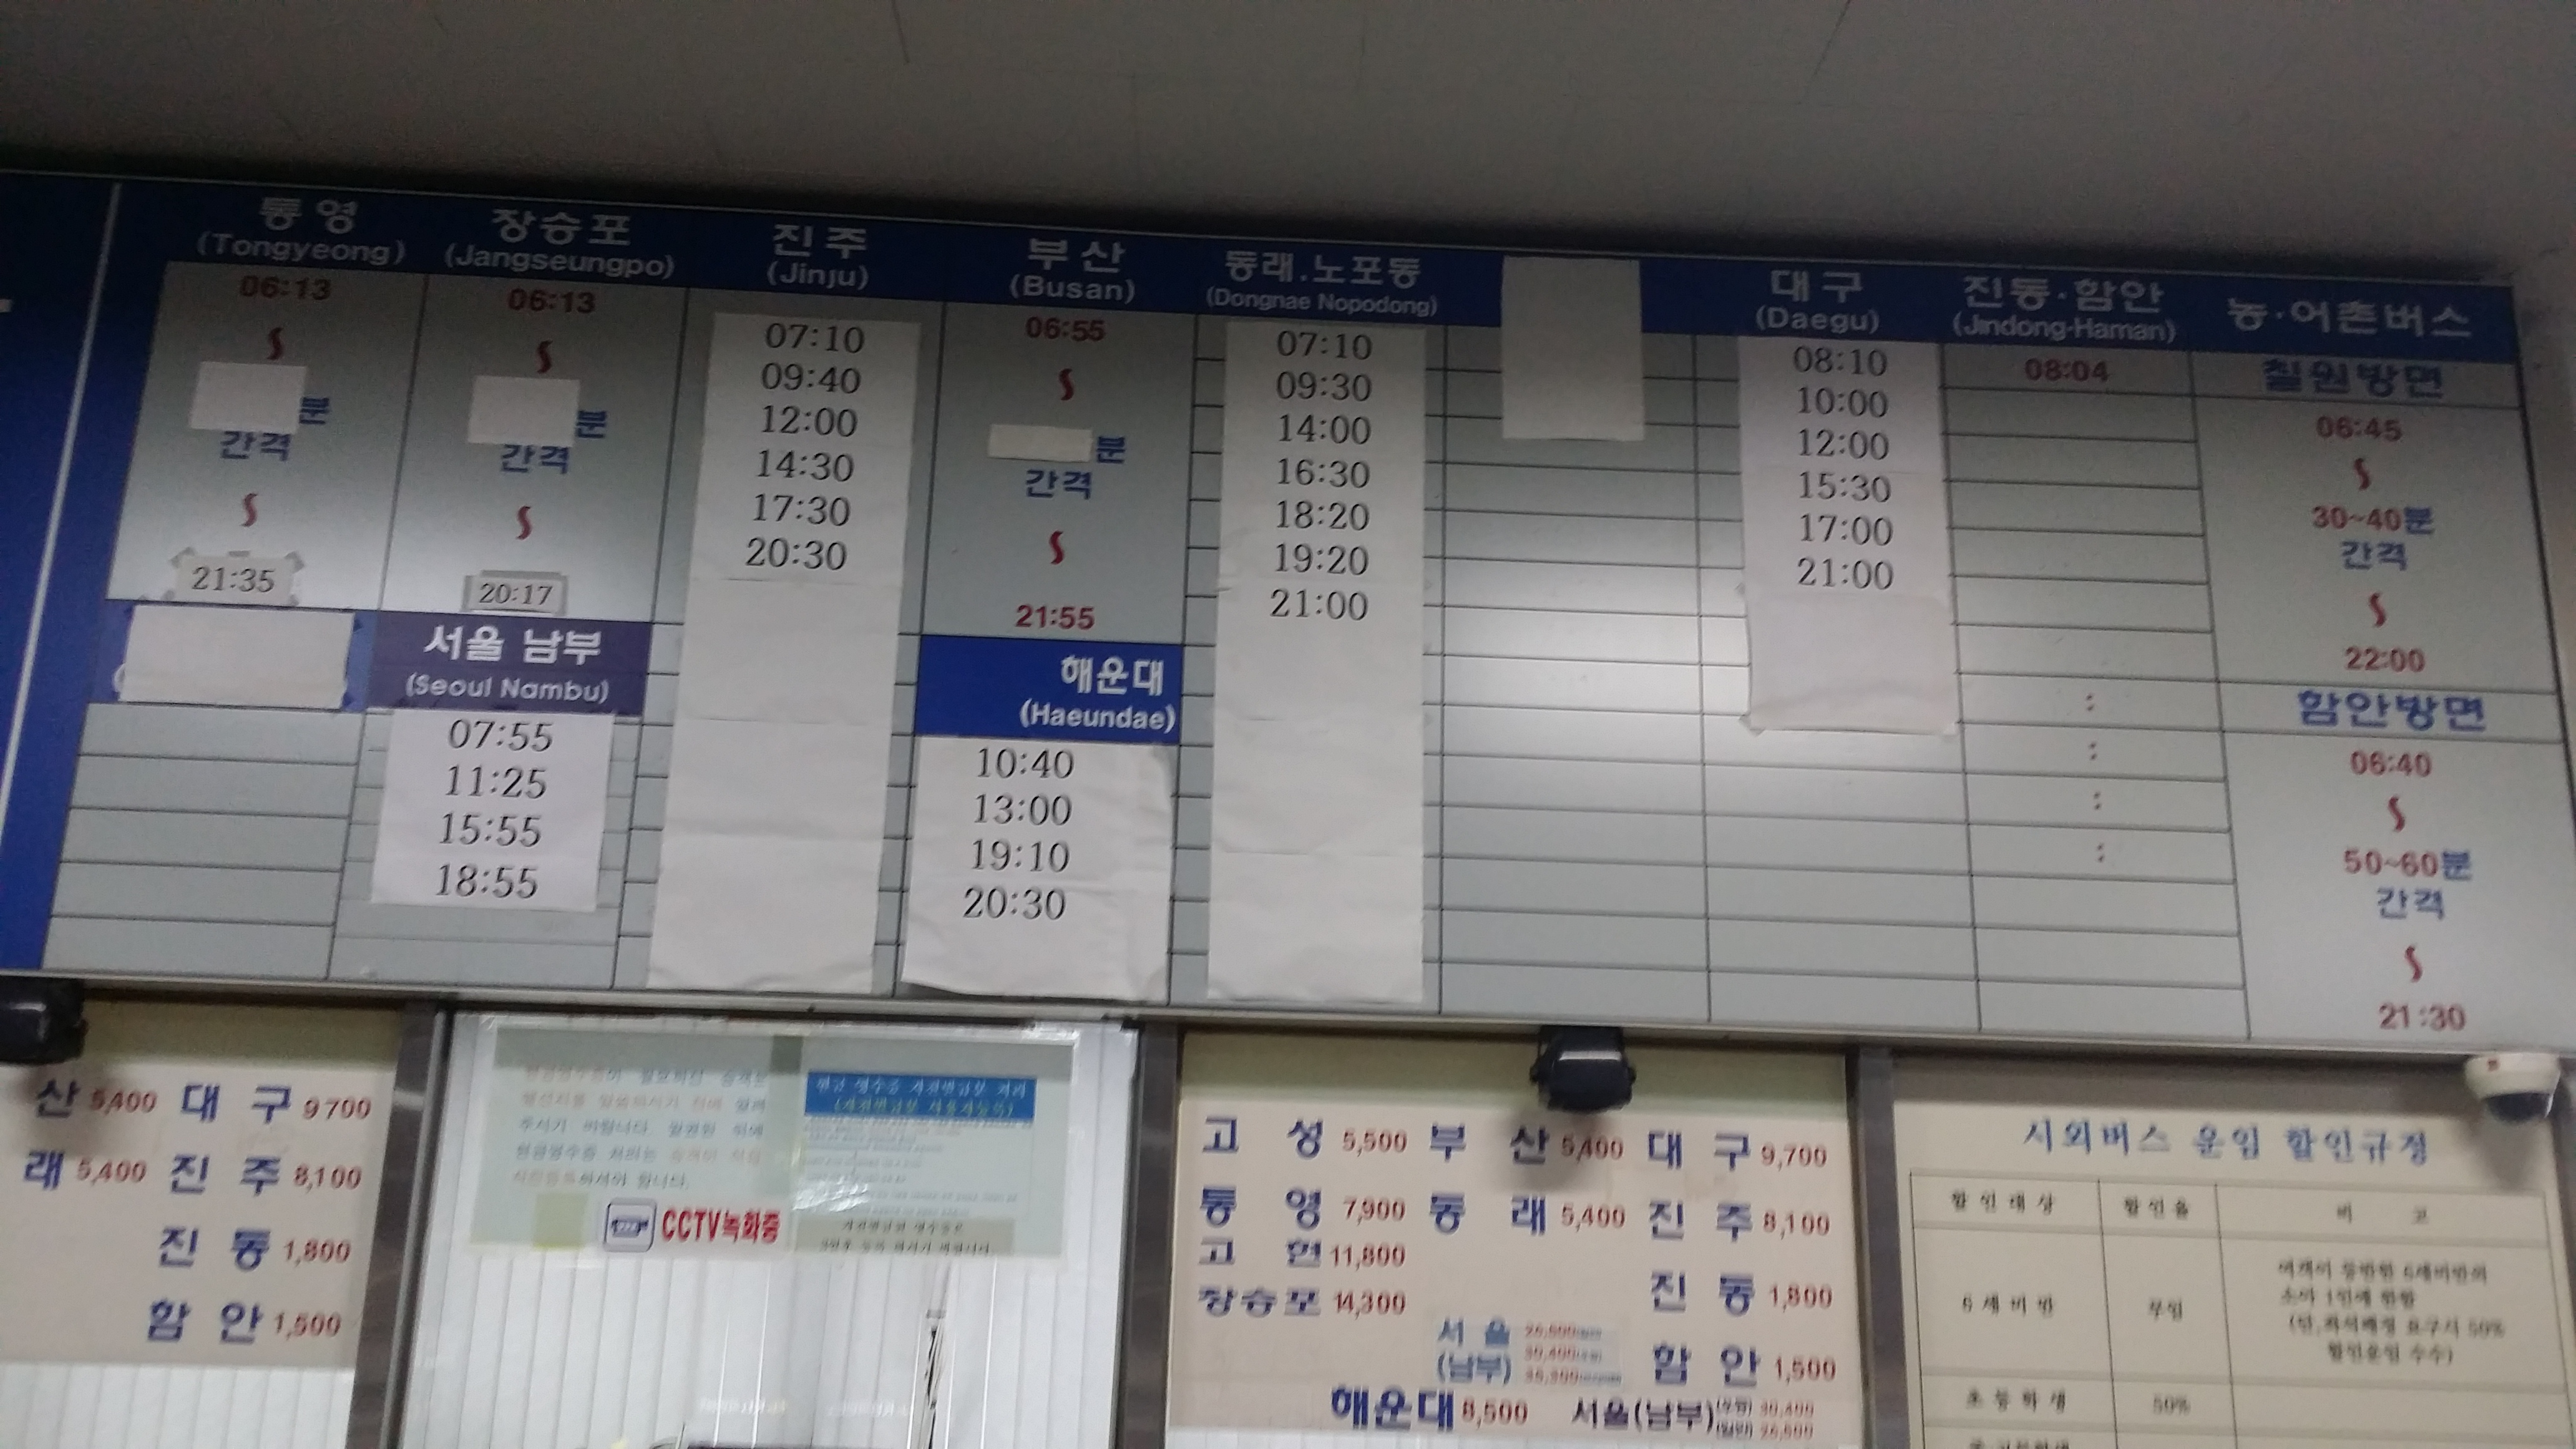 통영
(Tongyeong)
06:13
분
간격
21:35
장승포
(Jangseungpo)
06:13
분
간격
20:17
서울 남부
(Seoul Nambu)
07:55
11:25
15:55
18:55
진주
(Jinju)
07:10
09:40
12:00
14:30
17:30
20:30
부산
(Busan)
06:55
분
간격
21:55
해운대
(Haeundae)
10:40
13:00
19:10
20:30
동래.노포동
(Dongnae Nopodong)
07:10
09:30
14:00
16:30
18:20
19:20
21:00
대구
(Daegu)
08:10
10:00
12:00
15:30
17:00
21:00
진동·함안
(Jindong·Haman)
08:04
:
:
:
:
농·어촌버스
칠원방면
06:45
30~40분
간격
22:00
함안방면
06:40
50~60분
간격
21:30
산 5,400 대구 9700
래 5,400 진주 8,100
진동 1,800
함안 1,500
CCTV녹화중
고성 5,500 부산 5,400 대구 9,700
통영 7,900 동래 5,400 진주 8,100
고현 11,800
장승포 14,300 진동 1,800
서울
(남부)
함안 1,500
해운대 8,500 서울(남부)
시외버스 운임 할인규정
할인대상 할인율 비고
6세미만 무임
초등학생 50%